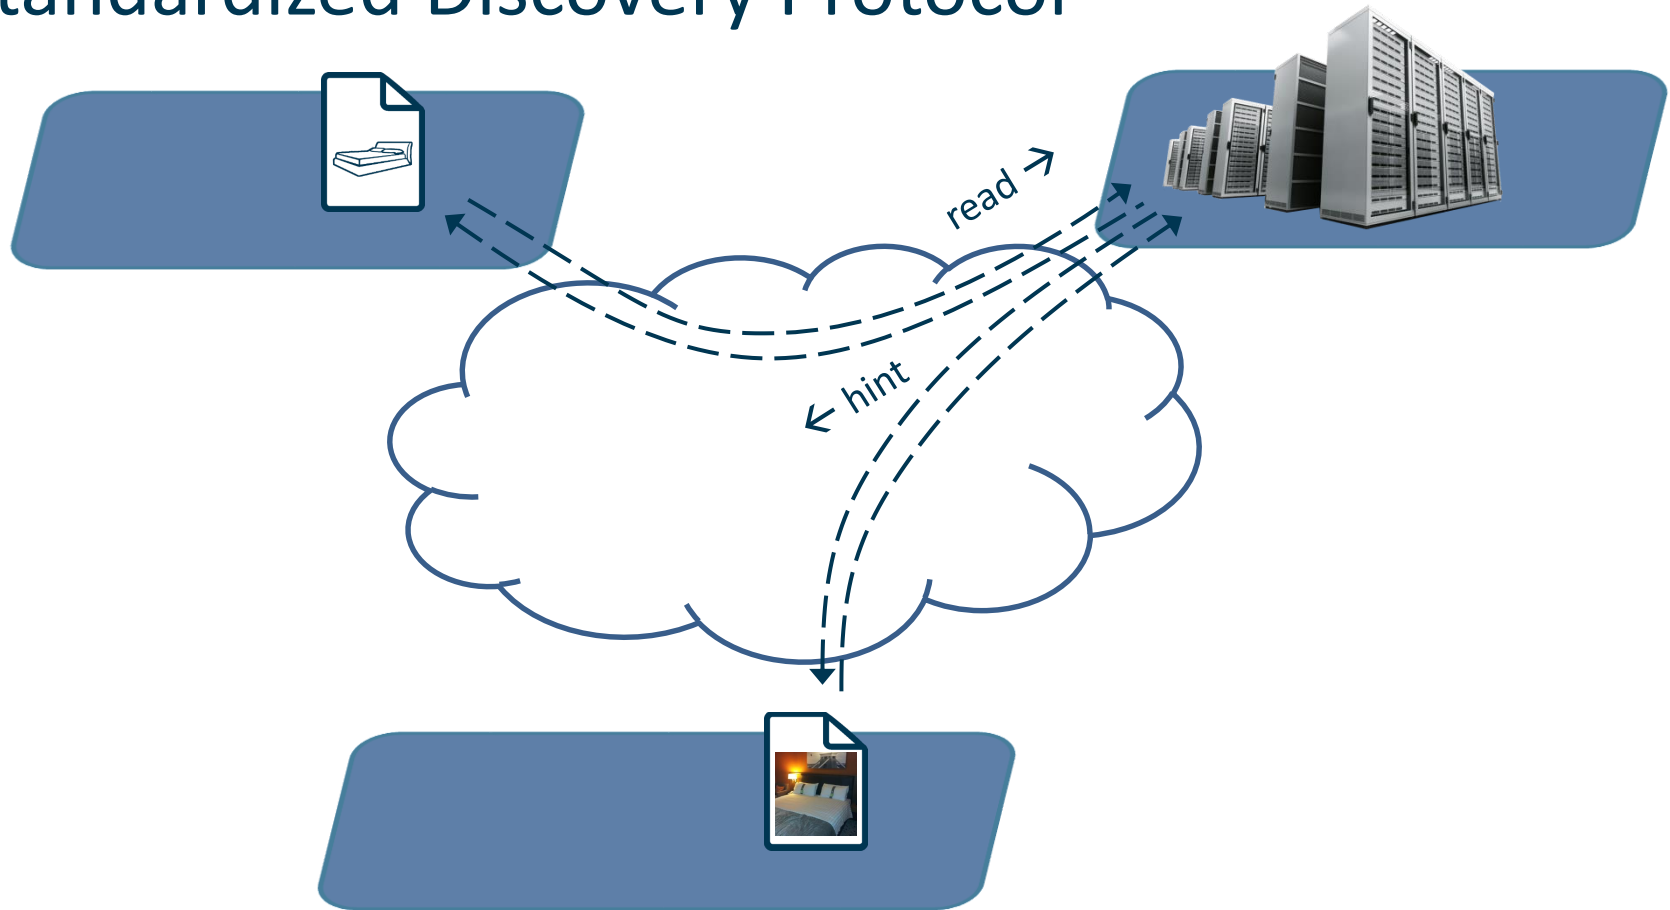 tandardized Discovery Protocol
read →
← hint